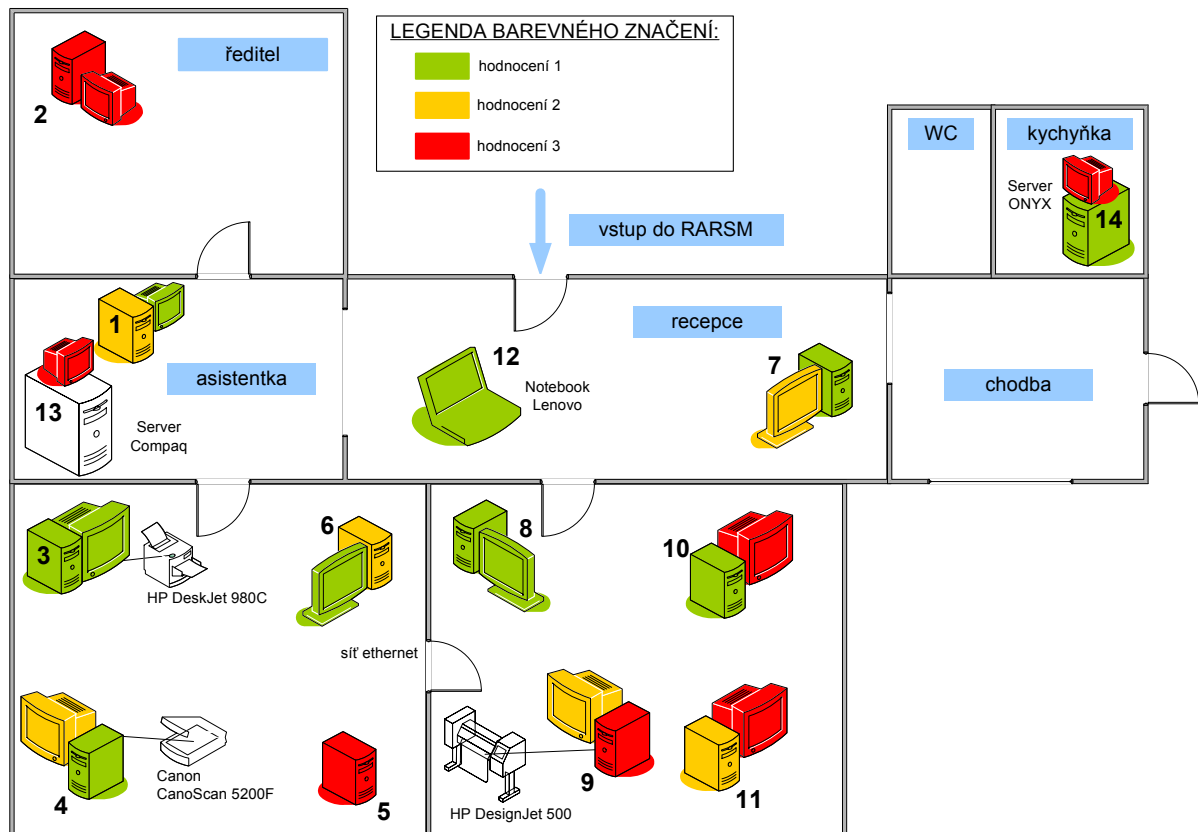 LEGENDA BAREVNÉHO ZNAČENÍ:
hodnocení 1
hodnocení 2
hodnocení 3
ředitel
2
WC
kychyňka
Server
ONYX
14
vstup do RARSM
1
13
asistentka
Server
Compaq
12
Notebook
Lenovo
recepce
7
chodba
3
HP DeskJet 980C
6
8
10
síť ethernet
4
Canon
CanoScan 5200F
5
HP DesignJet 500
9
11